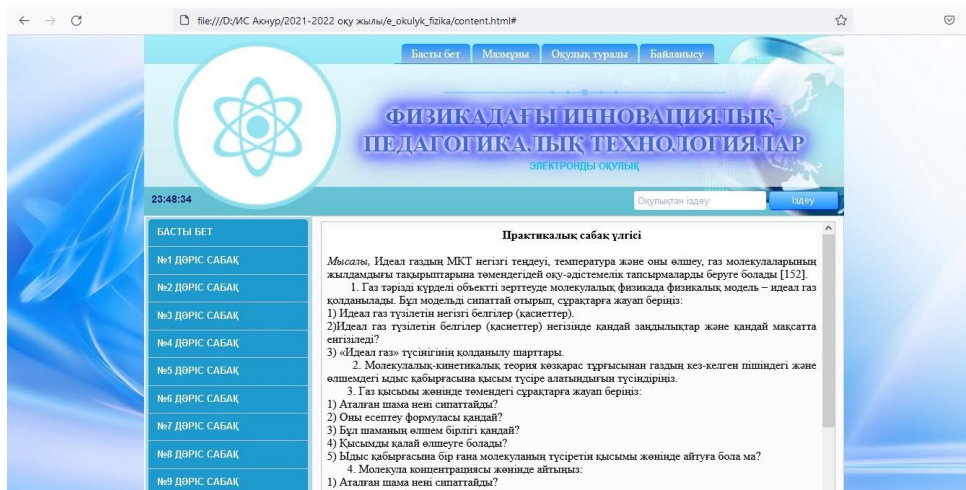 file:///D:/ИС Акнур/2021-2022 оқу жылы/e_okulyk_fizika/content.html#
Басты бет Мазмұны Оқулық туралы Байланысу
ФИЗИКАДАҒЫ ИННОВАЦИЯЛЫҚ-
ПЕДАГОГИКАЛЫҚ ТЕХНОЛОГИЯЛАР
ЭЛЕКТРОНДЫ ОҚУЛЫҚ
23:48:34
Оқулықтан іздеу Іздеу
БАСТЫ БЕТ
№1 ДӘРІС САБАҚ
№2 ДӘРІС САБАҚ
№3 ДӘРІС САБАҚ
№4 ДӘРІС САБАҚ
№5 ДӘРІС САБАҚ
№6 ДӘРІС САБАҚ
№7 ДӘРІС САБАҚ
№8 ДӘРІС САБАҚ
№9 ДӘРІС САБАҚ
Практикалық сабақ үлгісі
Мысалы, Идеал газдың МКТ негізгі теңдеуі, температура және оны өлшеу, газ молекулаларының
жылдамдығы тақырыптарына төмендегідей оқу-әдістемелік тапсырмаларды беруге болады [152].
1. Газ тәрізді күрделі объектті зерттеуде молекулалық физикада физикалық модель – идеал газ
қолданылады. Бұл модельді сипаттай отырып, сұрақтарға жауап беріңіз:
1) Идеал газ түзілетін негізгі белгілер (қасиеттер).
2)Идеал газ түзілетін белгілер (қасиеттер) негізінде қандай заңдылықтар және қандай мақсатта
енгізіледі?
3) «Идеал газ» түсінігінің қолданылу шарттары.
2. Молекулалық-кинетикалық теория көзқарас тұрғысынан газдың кез-келген пішіндегі және
өлшемдегі ыдыс қабырғасына қысым түсіре алатындығын түсіндіріңіз.
3. Газ қысымы жөнінде төмендегі сұрақтарға жауап беріңіз:
1) Аталған шама нені сипаттайды?
2) Оны есептеу формуласы қандай?
3) Бұл шаманың өлшем бірлігі қандай?
4) Қысымды қалай өлшеуге болады?
5) Ыдыс қабырғасына бір ғана молекуланың түсіретін қысымы жөнінде айтуға бола ма?
4. Молекула концентрациясы жөнінде айтыңыз:
1) Аталған шама нені сипаттайды?